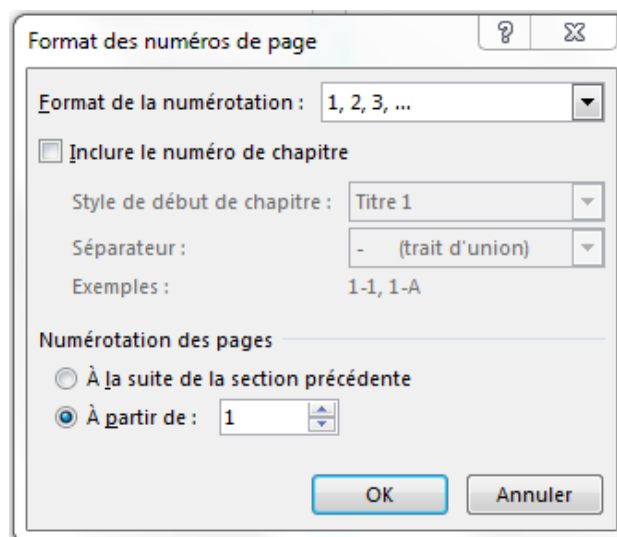 Format des numéros de page
Format de la numérotation : 1, 2, 3, ...
Inclure le numéro de chapitre
Style de début de chapitre : Titre 1
Séparateur : - (trait d'union)
Exemples : 1-1, 1-A
Numérotation des pages
À la suite de la section précédente
À partir de : 1
OK Annuler